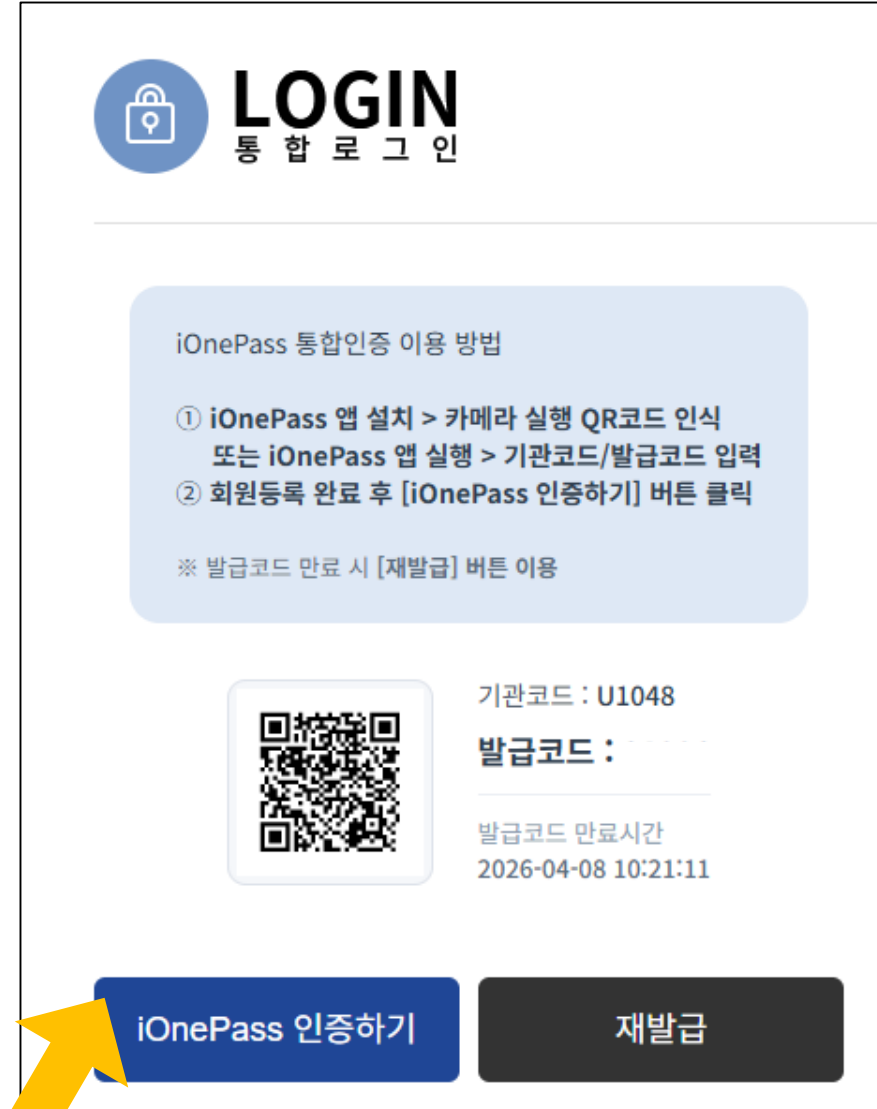 LOGIN
통합로그인
iOnePass 통합인증 이용 방법
① iOnePass 앱 설치 > 카메라 실행 QR코드 인식
또는 iOnePass 앱 실행 > 기관코드/발급코드 입력
② 회원등록 완료 후 [iOnePass 인증하기] 버튼 클릭
※ 발급코드 만료 시 [재발급] 버튼 이용
기관코드 : U1048
발급코드 :
발급코드 만료시간
2026-04-08 10:21:11
iOnePass 인증하기
재발급